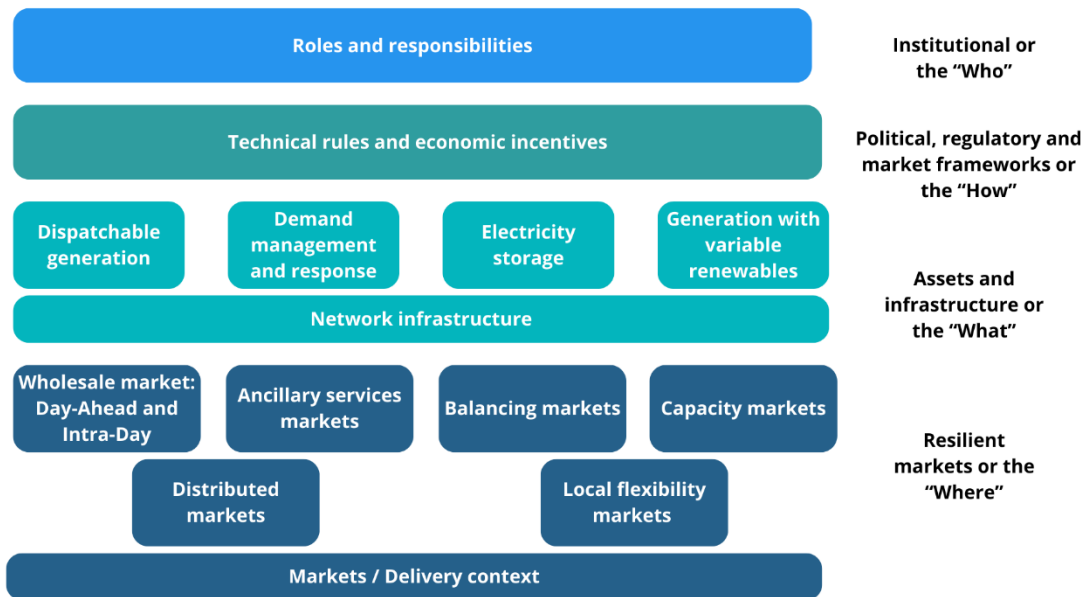 Roles and responsibilities
Institutional or
the “Who”
Technical rules and economic incentives
Political, regulatory and
market frameworks or
the “How”
Dispatchable
generation
Demand
management
and response
Electricity
storage
Generation with
variable
renewables
Network infrastructure
Assets and
infrastructure or
the “What”
Wholesale market:
Day-Ahead and
Intra-Day
Ancillary services
markets
Balancing markets
Capacity markets
Distributed
markets
Local flexibility
markets
Resilient
markets or the
“Where”
Markets / Delivery context